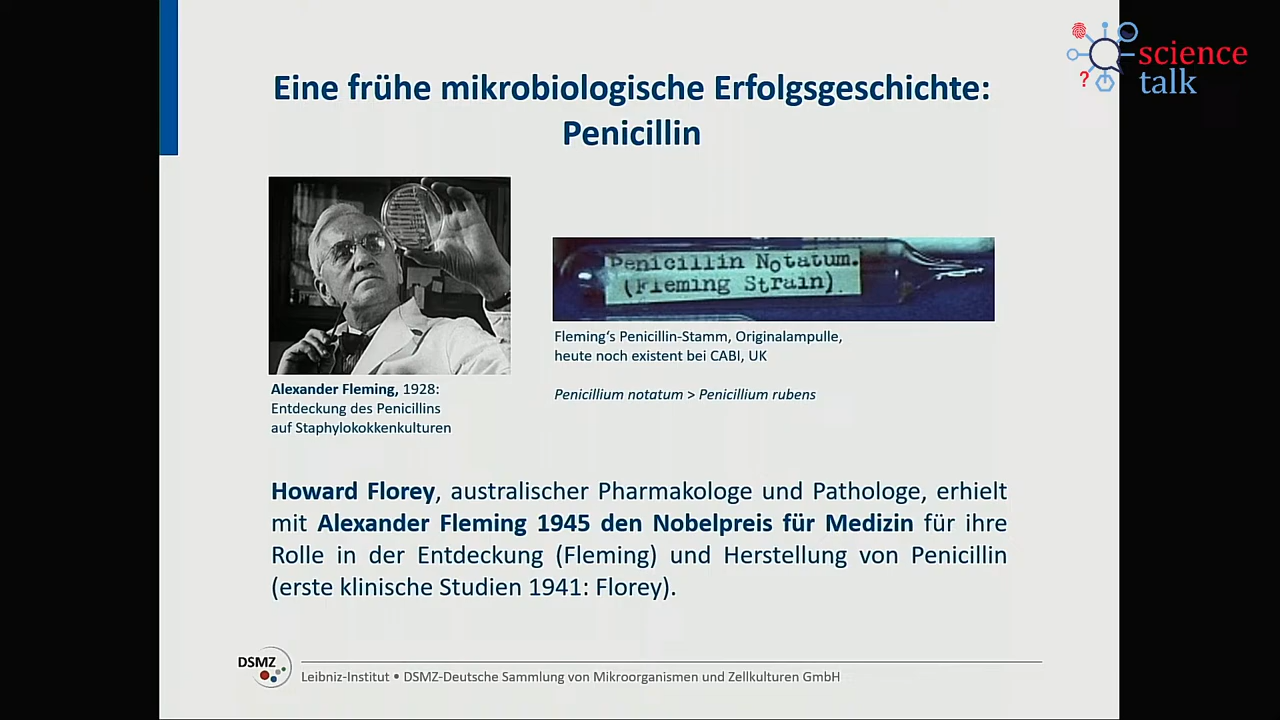 science
talk
Eine frühe mikrobiologische Erfolgsgeschichte:
Penicillin
Penicillin Notatum.
(Fleming Strain)
Fleming‘s Penicillin-Stamm, Originalampulle,
heute noch existent bei CABI, UK
Penicillium notatum > Penicillium rubens
Alexander Fleming, 1928:
Entdeckung des Penicillins
auf Staphylokokkenkulturen
Howard Florey, australischer Pharmakologe und Pathologe, erhielt
mit Alexander Fleming 1945 den Nobelpreis für Medizin für ihre
Rolle in der Entdeckung (Fleming) und Herstellung von Penicillin
(erste klinische Studien 1941: Florey).
DSMZ
Leibniz-Institut • DSMZ-Deutsche Sammlung von Mikroorganismen und Zellkulturen GmbH